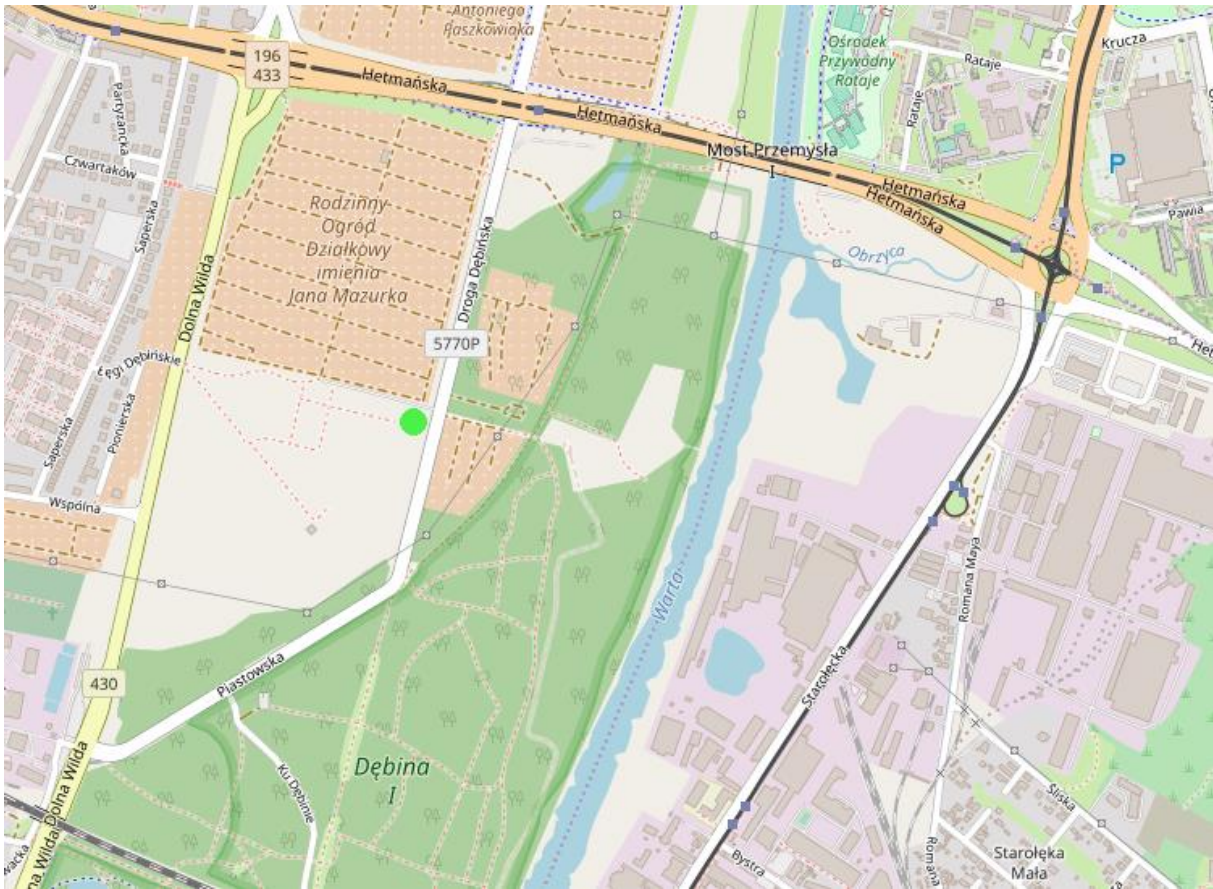 Antoniego
Paszkowiaka
196
433
Hetmańska
Hetmańska
Ośrodek
Przywodny
Rataje
Rataje
Krucza
Rataje
P
Most Przemysła
I
Hetmańska
Hetmańska
Pawia
Partyzancka
Czwartaków
Saperska
Rodzinny
Ogród
Działkowy
imienia
Jana Mazurka
Droga Dębińska
Obrzyca
Dolna Wilda
5770P
Łęgi Dębińskie
Saperska
Pionierska
Wspólna
Warta
Romana Maya
Starołęcka
430
Piastowska
Dolna Wilda
Ku Dębinie
Dębina
I
Śliska
Bystra
Romana
Starołęka
Mała